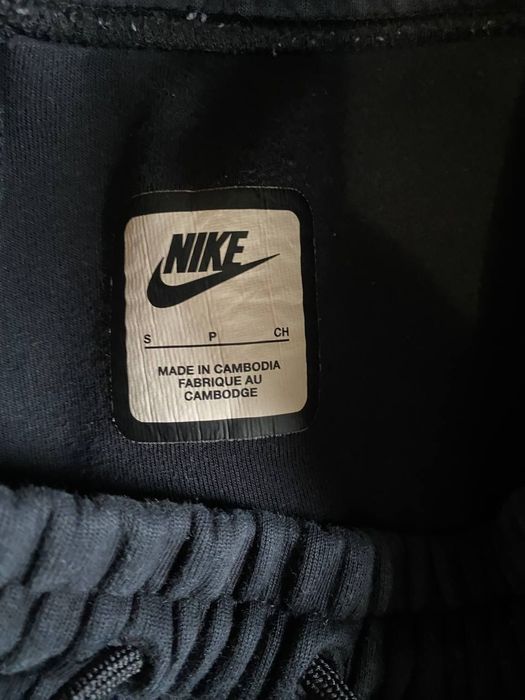 NIKE
S P CH
MADE IN CAMBODIA
FABRIQUE AU
CAMBODGE